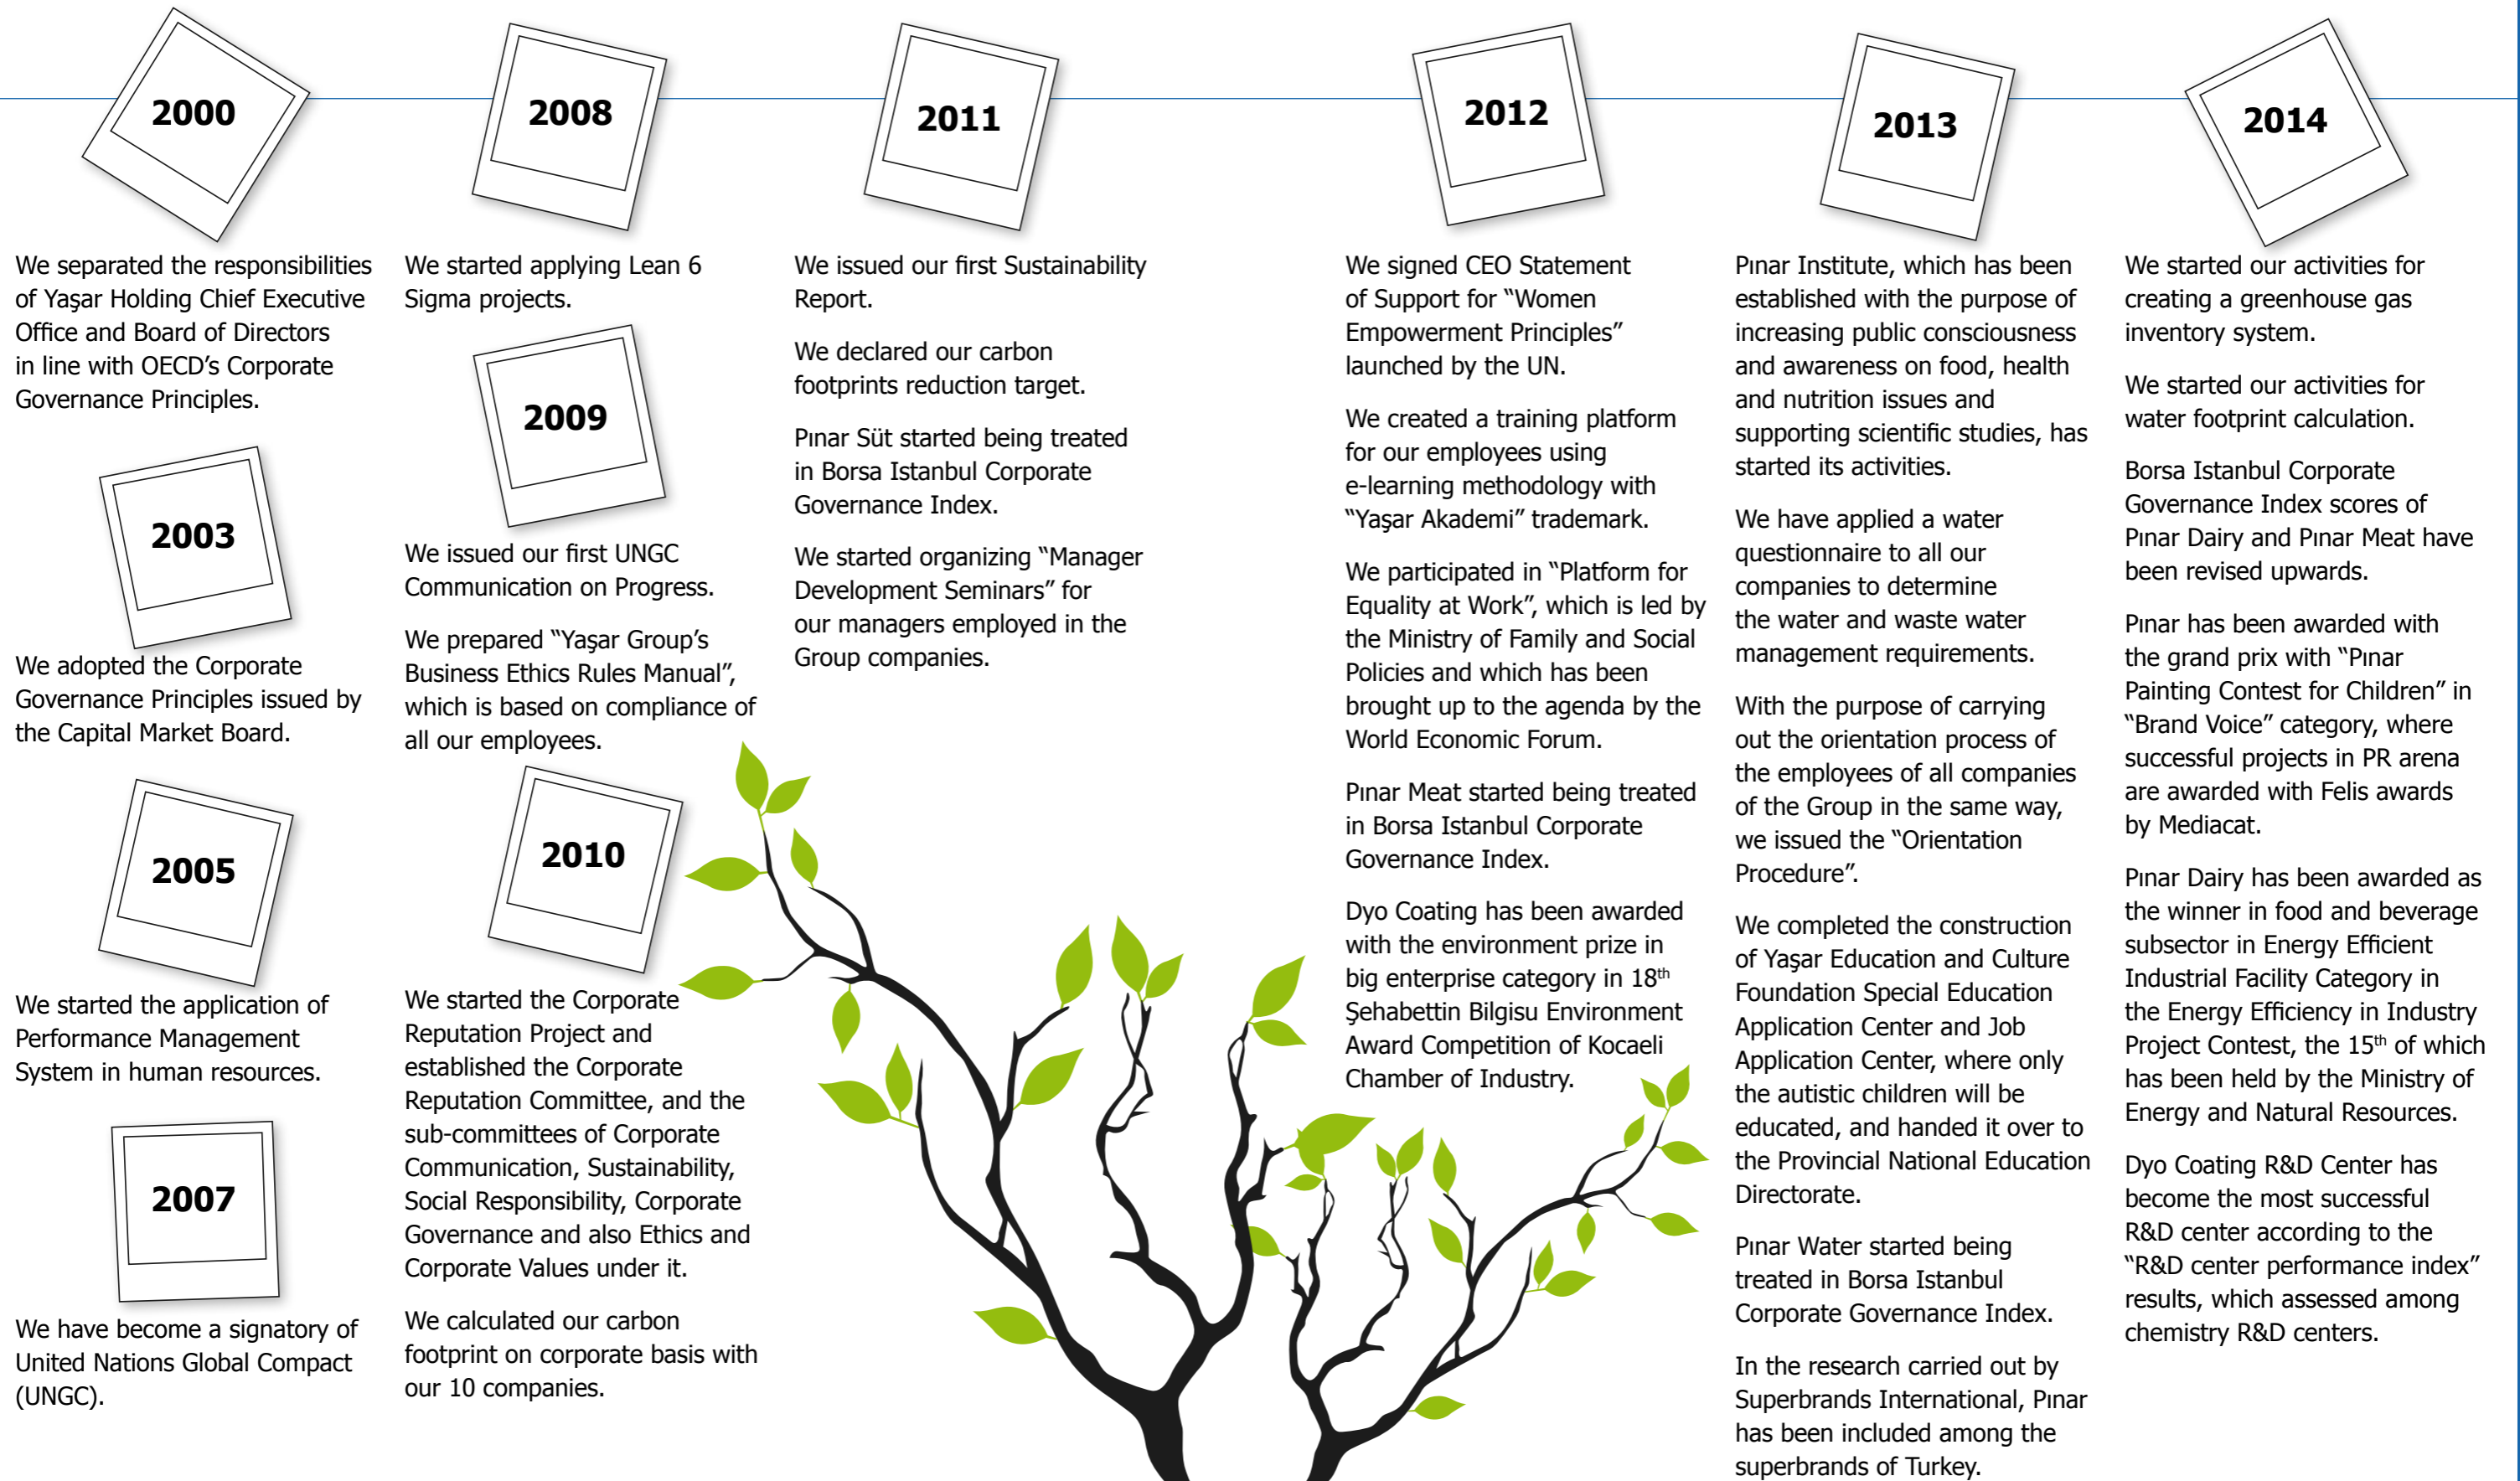 2000
We separated the responsibilities
of Yaşar Holding Chief Executive
Office and Board of Directors
in line with OECD’s Corporate
Governance Principles.
2003
We adopted the Corporate
Governance Principles issued by
the Capital Market Board.
2005
We started the application of
Performance Management
System in human resources.
2007
We have become a signatory of
United Nations Global Compact
(UNGC).
2008
We started applying Lean 6
Sigma projects.
2009
We issued our first UNGC
Communication on Progress.
We prepared “Yaşar Group’s
Business Ethics Rules Manual”,
which is based on compliance of
all our employees.
2010
We started the Corporate
Reputation Project and
established the Corporate
Reputation Committee, and the
sub-committees of Corporate
Communication, Sustainability,
Social Responsibility, Corporate
Governance and also Ethics and
Corporate Values under it.
We calculated our carbon
footprint on corporate basis with
our 10 companies.
2011
We issued our first Sustainability
Report.
We declared our carbon
footprints reduction target.
Pınar Süt started being treated
in Borsa Istanbul Corporate
Governance Index.
We started organizing “Manager
Development Seminars” for
our managers employed in the
Group companies.
2012
We signed CEO Statement
of Support for “Women
Empowerment Principles”
launched by the UN.
We created a training platform
for our employees using
e-learning methodology with
“Yaşar Akademi” trademark.
We participated in “Platform for
Equality at Work”, which is led by
the Ministry of Family and Social
Policies and which has been
brought up to the agenda by the
World Economic Forum.
Pınar Meat started being treated
in Borsa Istanbul Corporate
Governance Index.
Dyo Coating has been awarded
with the environment prize in
big enterprise category in 18th
Şehabettin Bilgisu Environment
Award Competition of Kocaeli
Chamber of Industry.
2013
Pınar Institute, which has been
established with the purpose of
increasing public consciousness
and awareness on food, health
and nutrition issues and
supporting scientific studies, has
started its activities.
We have applied a water
questionnaire to all our
companies to determine
the water and waste water
management requirements.
With the purpose of carrying
out the orientation process of
the employees of all companies
of the Group in the same way,
we issued the “Orientation
Procedure”.
We completed the construction
of Yaşar Education and Culture
Foundation Special Education
Application Center and Job
Application Center, where only
the autistic children will be
educated, and handed it over to
the Provincial National Education
Directorate.
Pınar Water started being
treated in Borsa Istanbul
Corporate Governance Index.
In the research carried out by
Superbrands International, Pınar
has been included among the
superbrands of Turkey.
2014
We started our activities for
creating a greenhouse gas
inventory system.
We started our activities for
water footprint calculation.
Borsa Istanbul Corporate
Governance Index scores of
Pınar Dairy and Pınar Meat have
been revised upwards.
Pınar has been awarded with
the grand prix with “Pınar
Painting Contest for Children” in
“Brand Voice” category, where
successful projects in PR arena
are awarded with Felis awards
by Mediacat.
Pınar Dairy has been awarded as
the winner in food and beverage
subsector in Energy Efficient
Industrial Facility Category in
the Energy Efficiency in Industry
Project Contest, the 15th of which
has been held by the Ministry of
Energy and Natural Resources.
Dyo Coating R&D Center has
become the most successful
R&D center according to the
“R&D center performance index”
results, which assessed among
chemistry R&D centers.